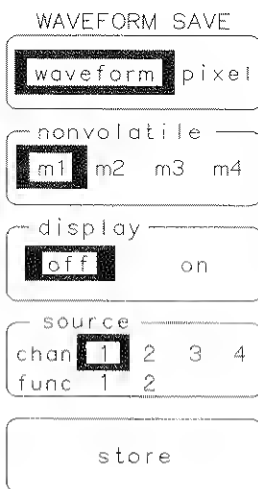 WAVEFORM SAVE
waveform pixel
nonvolatile
m1 m2 m3 m4
display
off on
source
chan 1 2 3 4
func 1 2
store